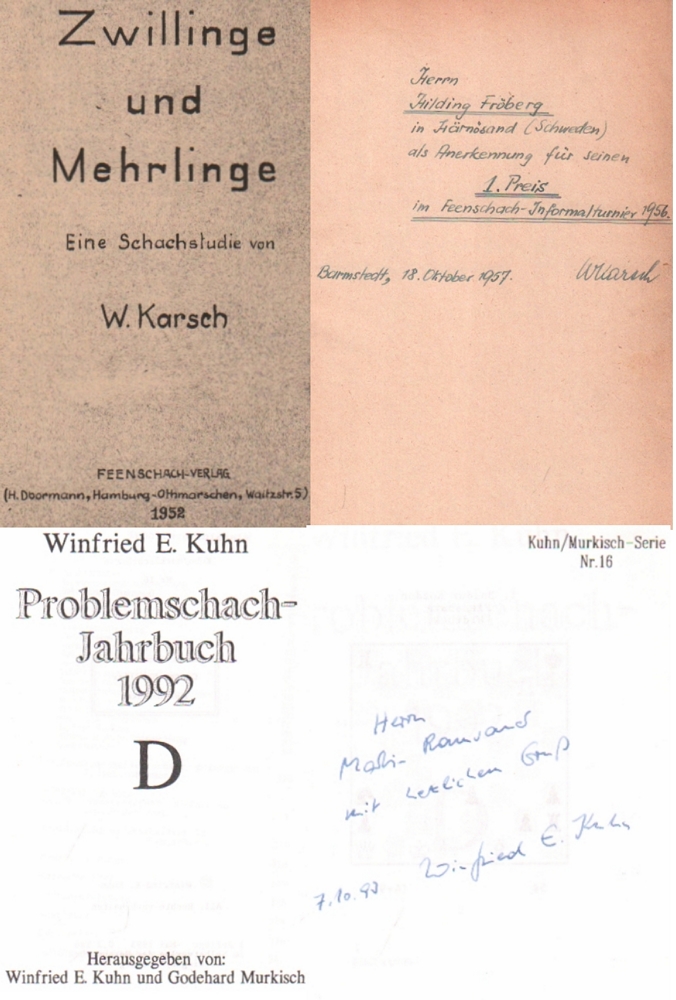 Zwillinge
und
Mehrlinge
Eine Schachstudie von
W. Karsch
FEENSCHACH-VERLAG
(H. Doormann, Hamburg-Othmarschen, Waitzstr.5)
1952
Herrn
Hilding Fröberg
in Härnösand (Schweden)
als Anerkennung für seinen
1. Preis
im Feenschach-Informalturnier 1956.
Barmstedt, 18. Oktober 1957.
WKarsch
Winfried E. Kuhn
Problemschach-
Jahrbuch
1992
D
Herausgegeben von:
Winfried E. Kuhn und Godehard Murkisch
Kuhn/Murkisch-Serie
Nr.16
Herrn
mit herzlichem Gruß
Winfried E. Kuhn
7.10.93